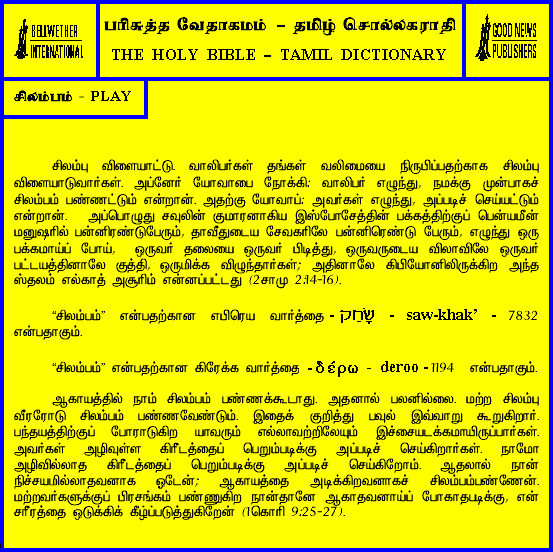 BELLWETHER
INTERNATIONAL
பரிசுத்த வேதாகமம் – தமிழ் சொல்லகராதி
THE HOLY BIBLE – TAMIL DICTIONARY
GOOD NEWS
PUBLISHERS
சிலம்பம் - PLAY
சிலம்பு விளையாட்டு. வாலிபர்கள் தங்கள் வலிமையை நிருபிப்பதற்காக சிலம்பு
விளையாடுவார்கள். அப்னேர் யோவாபை நோக்கி: வாலிபர் எழுந்து, நமக்கு முன்பாகச்
சிலம்பம் பண்ணட்டும் என்றான். அதற்கு யோவாப்: அவர்கள் எழுந்து, அப்படிச் செய்யட்டும்
என்றான். அப்பொழுது சவுலின் குமாரனாகிய இஸ்போசேத்தின் பக்கத்திற்குப் பென்யமீன்
மனுஷரில் பன்னிரண்டுபேரும், தாவீதுடைய சேவகரிலே பன்னிரெண்டு பேரும், எழுந்து ஒரு
பக்கமாய்ப் போய், ஒருவர் தலையை ஒருவர் பிடித்து, ஒருவருடைய விலாவிலே ஒருவர்
பட்டயத்தினாலே குத்தி, ஒருமிக்க விழுந்தார்கள்; அதினாலே கிபியோனிலிருக்கிற அந்த
ஸ்தலம் எல்காத் அசூரிம் என்னப்பட்டது (2சாமு 2:14-16).
“சிலம்பம்” என்பதற்கான எபிரெய வார்த்தை - שָׂחַק - saw-khak’ - 7832
என்பதாகும்.
“சிலம்பம்” என்பதற்கான கிரேக்க வார்த்தை - δέρω - deroo - 1194 என்பதாகும்.
ஆகாயத்தில் நாம் சிலம்பம் பண்ணக்கூடாது. அதனால் பலனில்லை. மற்ற சிலம்பு
வீரரோடு சிலம்பம் பண்ணவேண்டும். இதைக் குறித்து பவுல் இவ்வாறு கூறுகிறார்.
பந்தயத்திற்குப் போராடுகிற யாவரும் எல்லாவற்றிலேயும் இச்சையடக்கமாயிருப்பார்கள்.
அவர்கள் அழிவுள்ள கிரீடத்தைப் பெறும்படிக்கு அப்படிச் செய்கிறார்கள். நாமோ
அழிவில்லாத கிரீடத்தைப் பெறும்படிக்கு அப்படிச் செய்கிறோம். ஆதலால் நான்
நிச்சயமில்லாதவனாக ஓடேன்; ஆகாயத்தை அடிக்கிறவனாகச் சிலம்பம்பண்ணேன்.
மற்றவர்களுக்குப் பிரசங்கம் பண்ணுகிற நான்தானே ஆகாதவனாய்ப் போகாதபடிக்கு, என்
சரீரத்தை ஒடுக்கிக் கீழ்ப்படுத்துகிறேன் (1கொரி 9:25-27).